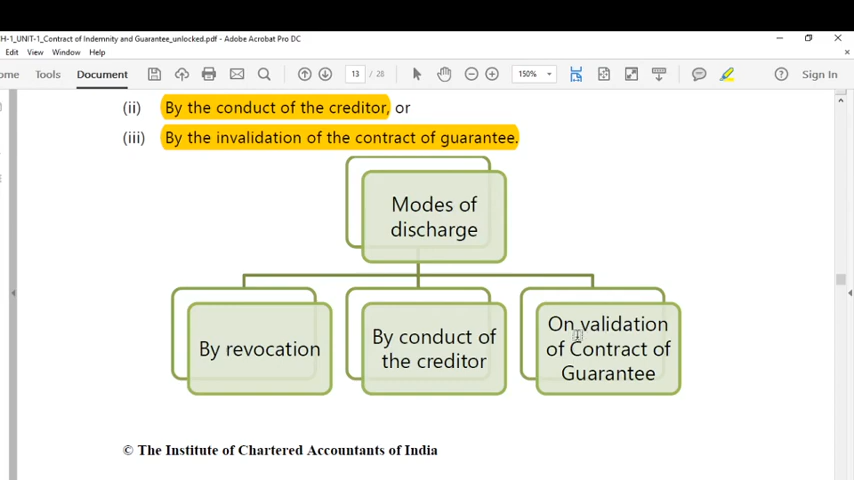 H-1_UNIT-1_Contract of Indemnity and Guarantee_unlocked.pdf - Adobe Acrobat Pro DC
Edit View Window Help
ome Tools Document 13 / 28 150% Sign In
(ii) By the conduct of the creditor, or
(iii) By the invalidation of the contract of guarantee.
Modes of
discharge
By revocation
By conduct of
the creditor
On validation
of Contract of
Guarantee
© The Institute of Chartered Accountants of India